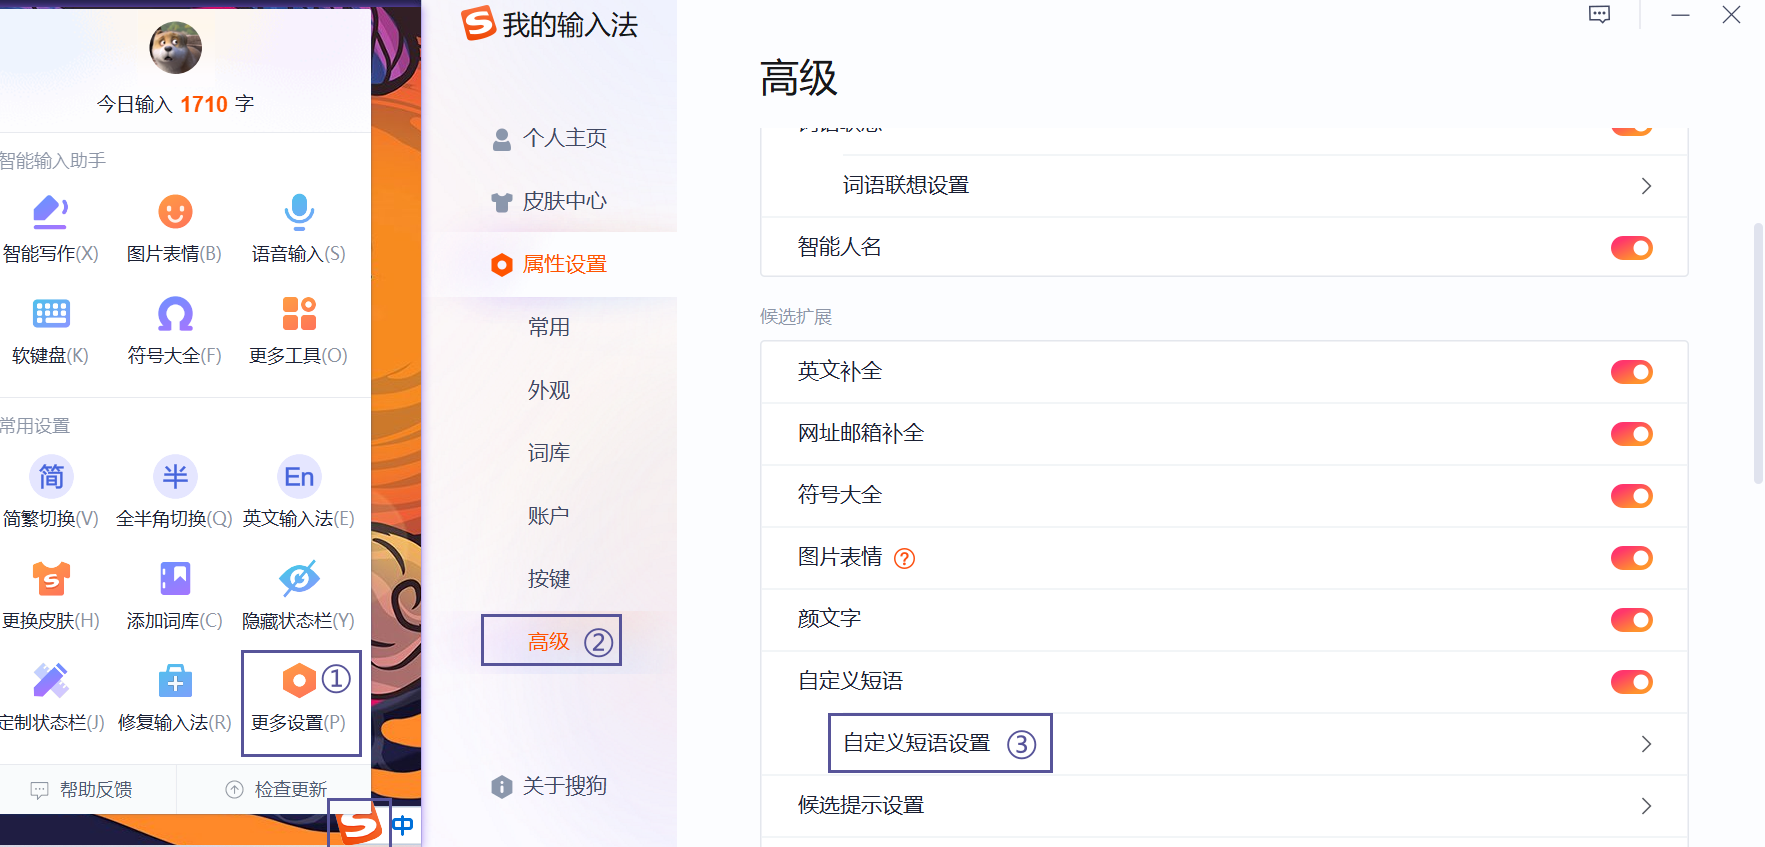 今日输入 1710 字
智能输入助手
智能写作(X) 图片表情(B) 语音输入(S)
软键盘(K) 符号大全(F) 更多工具(O)
常用设置
简 半 En
简繁切换(V) 全半角切换(Q) 英文输入法(E)
更换皮肤(H) 添加词库(C) 隐藏状态栏(Y)
①
定制状态栏(J) 修复输入法(R) 更多设置(P)
帮助反馈 检查更新
S 中
S 我的输入法
个人主页
皮肤中心
属性设置
常用
外观
词库
账户
按键
高级 ②
关于搜狗
高级
词语联想
词语联想设置
智能人名
候选扩展
英文补全
网址邮箱补全
符号大全
图片表情 ?
颜文字
自定义短语
自定义短语设置 ③
候选提示设置